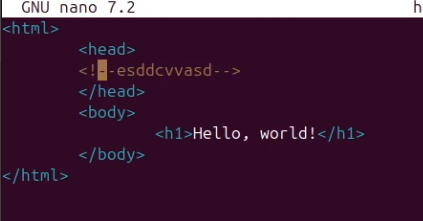 GNU nano 7.2 h
<html>
<head>
<!--esddcvvasd-->
</head>
<body>
<h1>Hello, world!</h1>
</body>
</html>